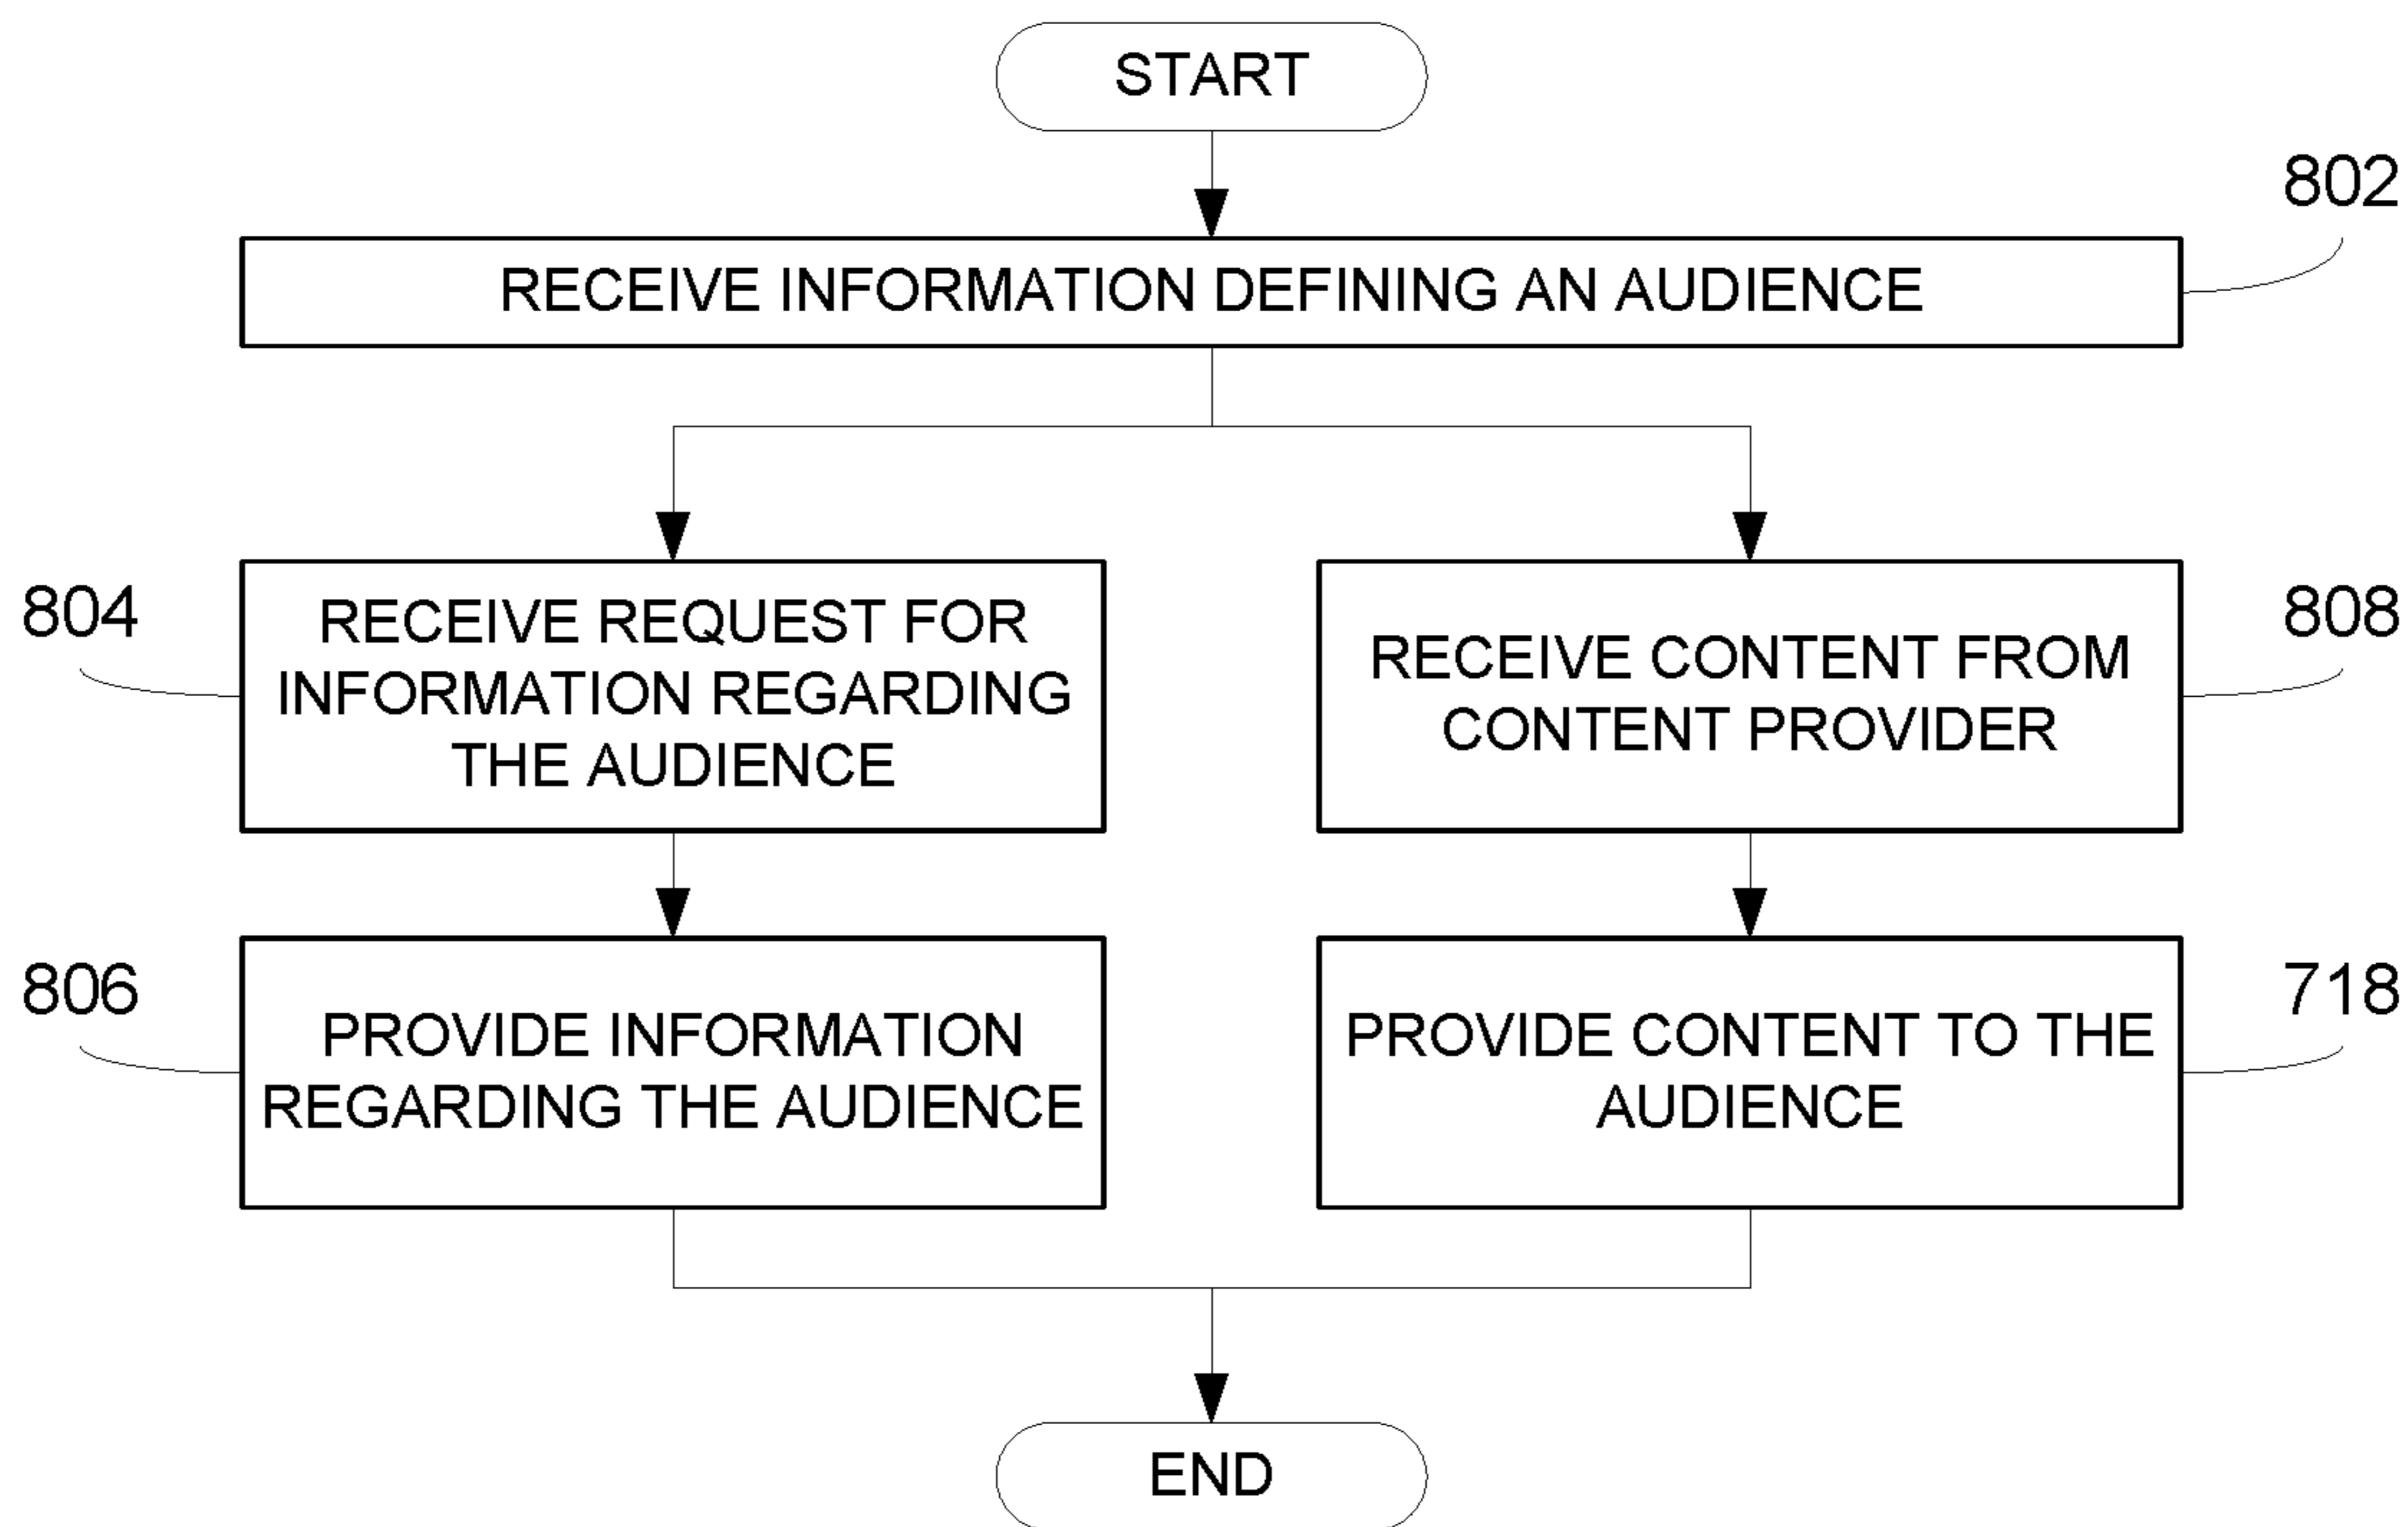 START
802
RECEIVE INFORMATION DEFINING AN AUDIENCE
804
RECEIVE REQUEST FOR
INFORMATION REGARDING
THE AUDIENCE
808
RECEIVE CONTENT FROM
CONTENT PROVIDER
806
PROVIDE INFORMATION
REGARDING THE AUDIENCE
718
PROVIDE CONTENT TO THE
AUDIENCE
END